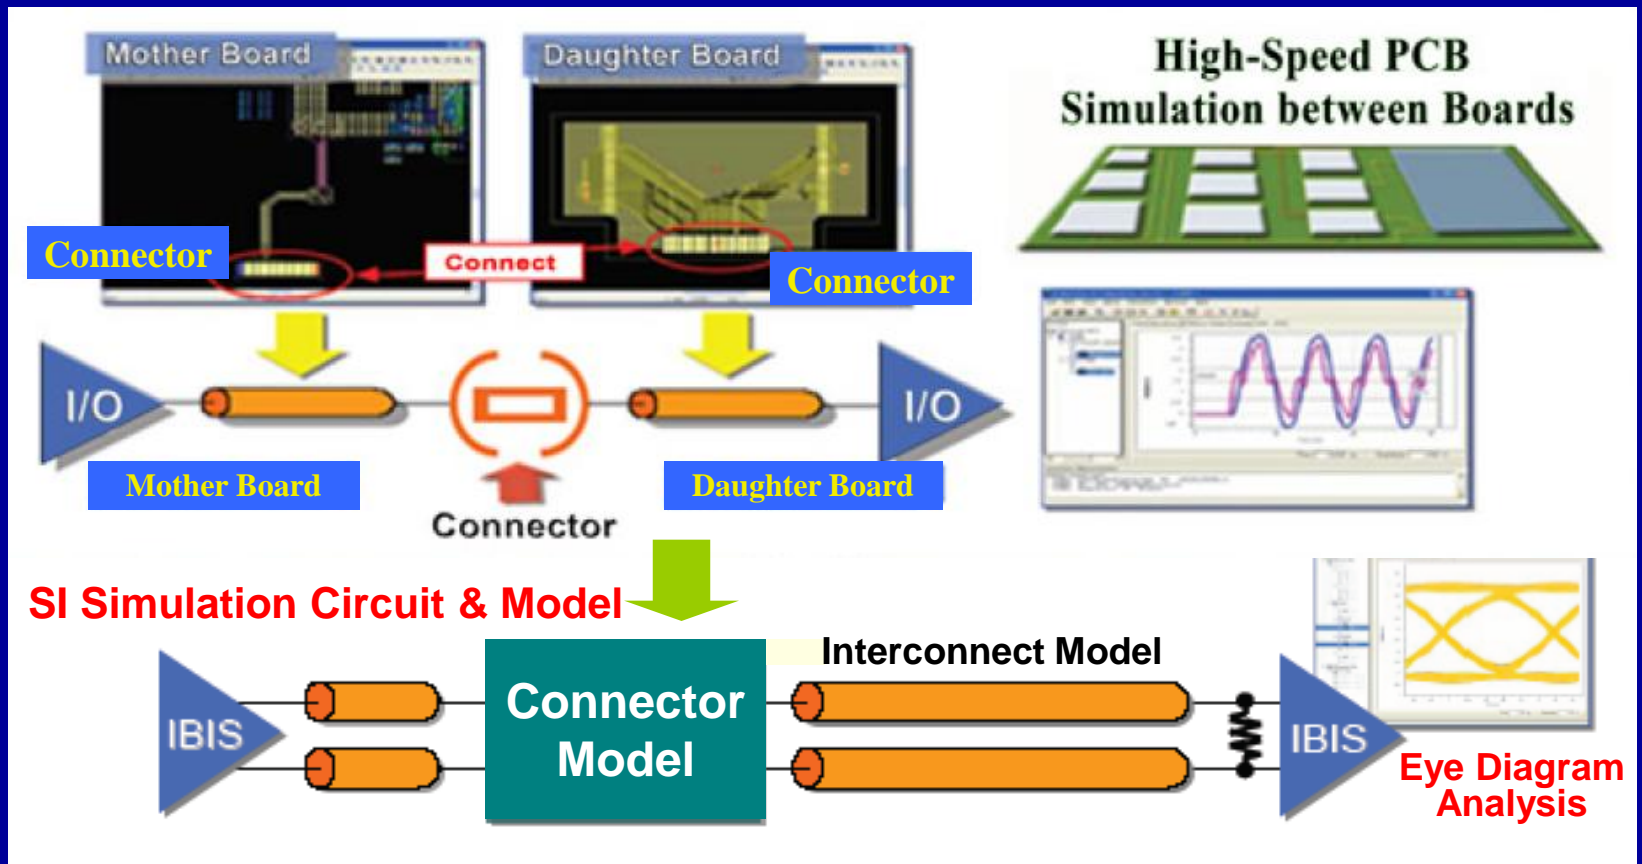 Mother Board
Daughter Board
High-Speed PCB
Simulation between Boards
Connector
Connect
Connector
I/O
I/O
Mother Board
Daughter Board
Connector
SI Simulation Circuit & Model
Interconnect Model
Connector
Model
IBIS
IBIS
Eye Diagram
Analysis